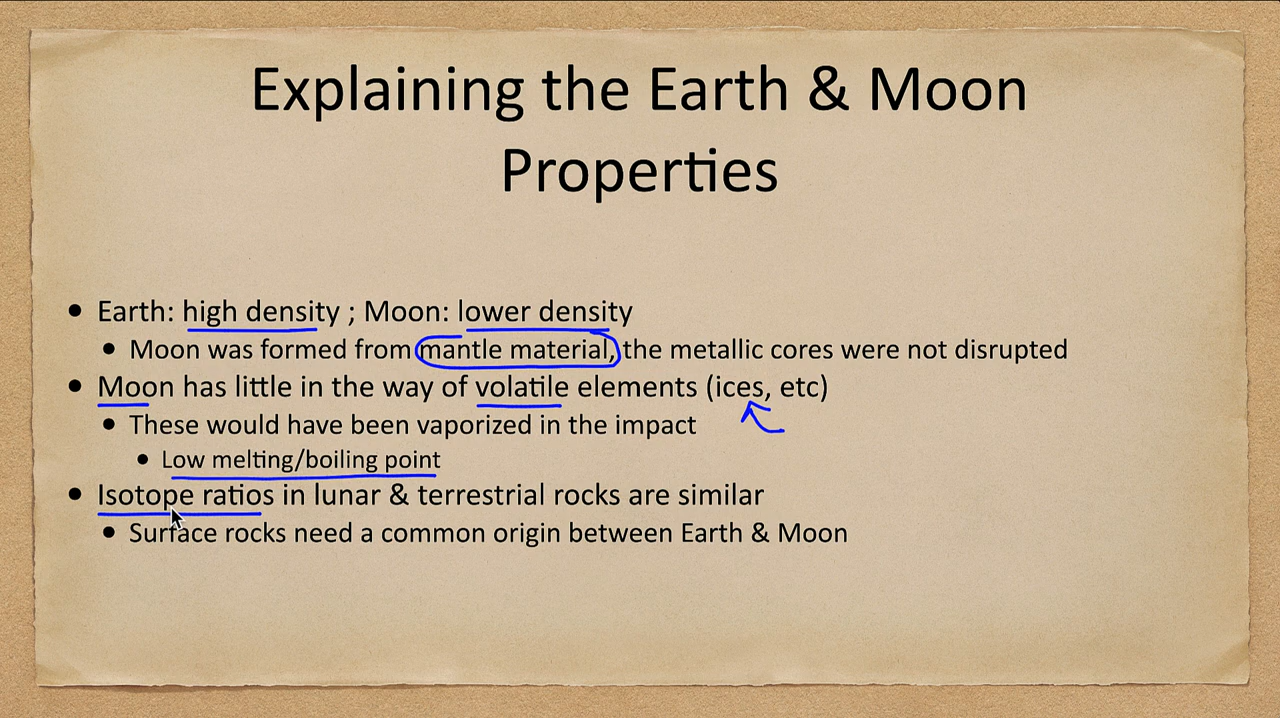 Explaining the Earth & Moon
Properties
• Earth: high density ; Moon: lower density
• Moon was formed from mantle material, the metallic cores were not disrupted
• Moon has little in the way of volatile elements (ices, etc)
• These would have been vaporized in the impact
• Low melting/boiling point
• Isotope ratios in lunar & terrestrial rocks are similar
• Surface rocks need a common origin between Earth & Moon